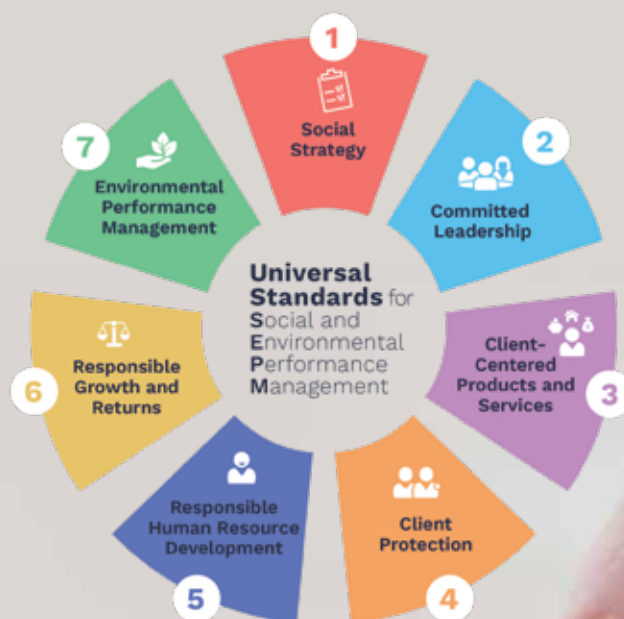 1
Social
Strategy
2
Committed
Leadership
Client-
Centered
Products and
Services
3
Client
Protection
4
Responsible
Human Resource
Development
5
Responsible
Growth and
Returns
6
7
Environmental
Performance
Management
Universal
Standards for
Social and
Environmental
Performance
Management